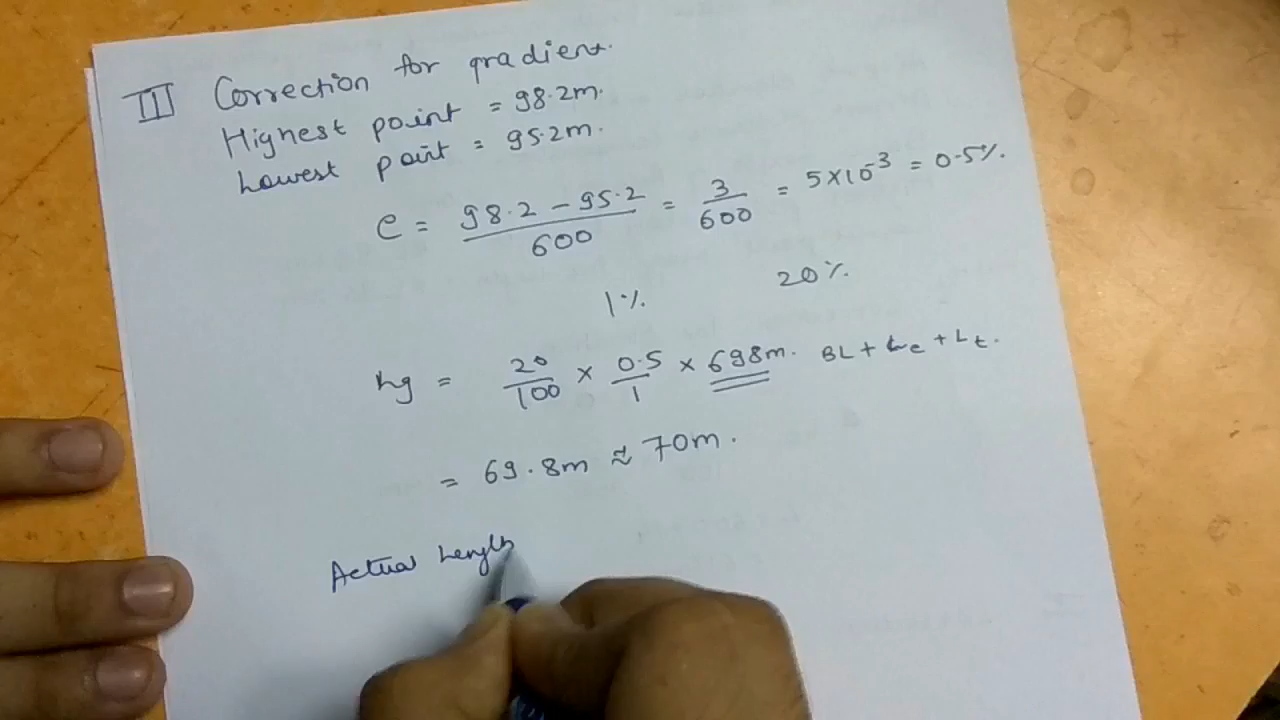 III Correction for gradient.
Highest point = 98.2m.
Lowest point = 95.2m.
e = 98.2 - 95.2 / 600 = 3 / 600 = 5×10^-3 = 0.5%
1% 20%
Lg = 20/100 × 0.5/1 × 698m. BL + Le + Lt.
= 69.8m ≈ 70m.
Actual Length